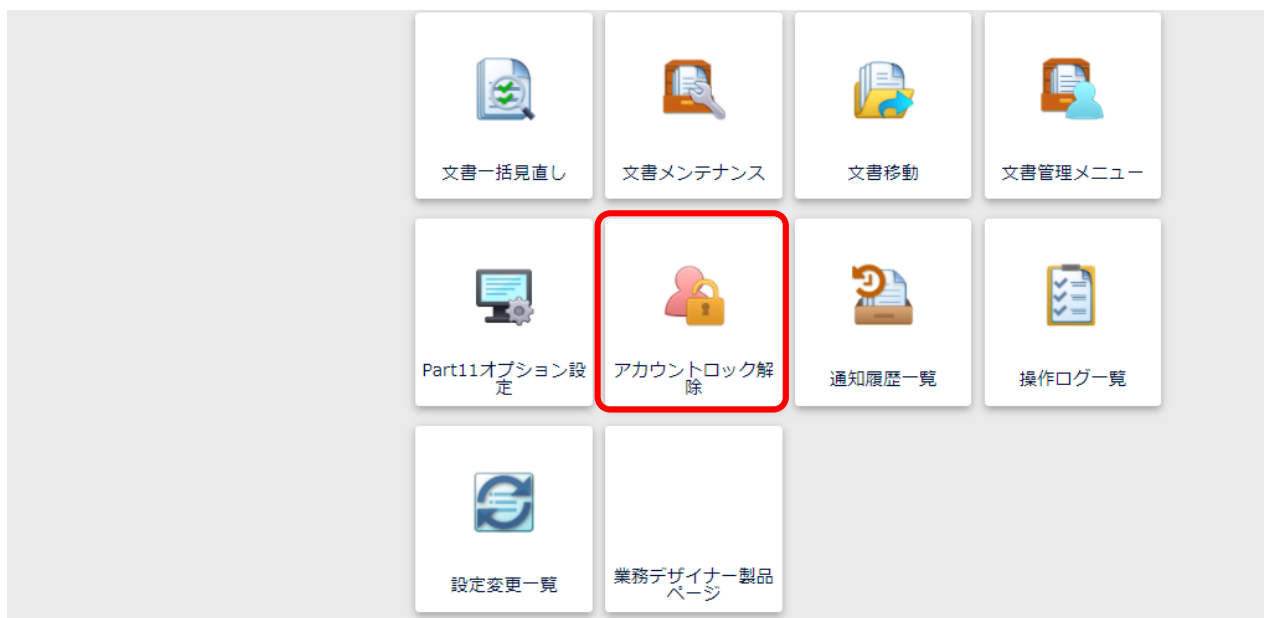 文書一括見直し
文書メンテナンス
文書移動
文書管理メニュー
Part11オプション設
定
アカウントロック解
除
通知履歴一覧
操作ログ一覧
設定変更一覧
業務デザイナー製品
ページ